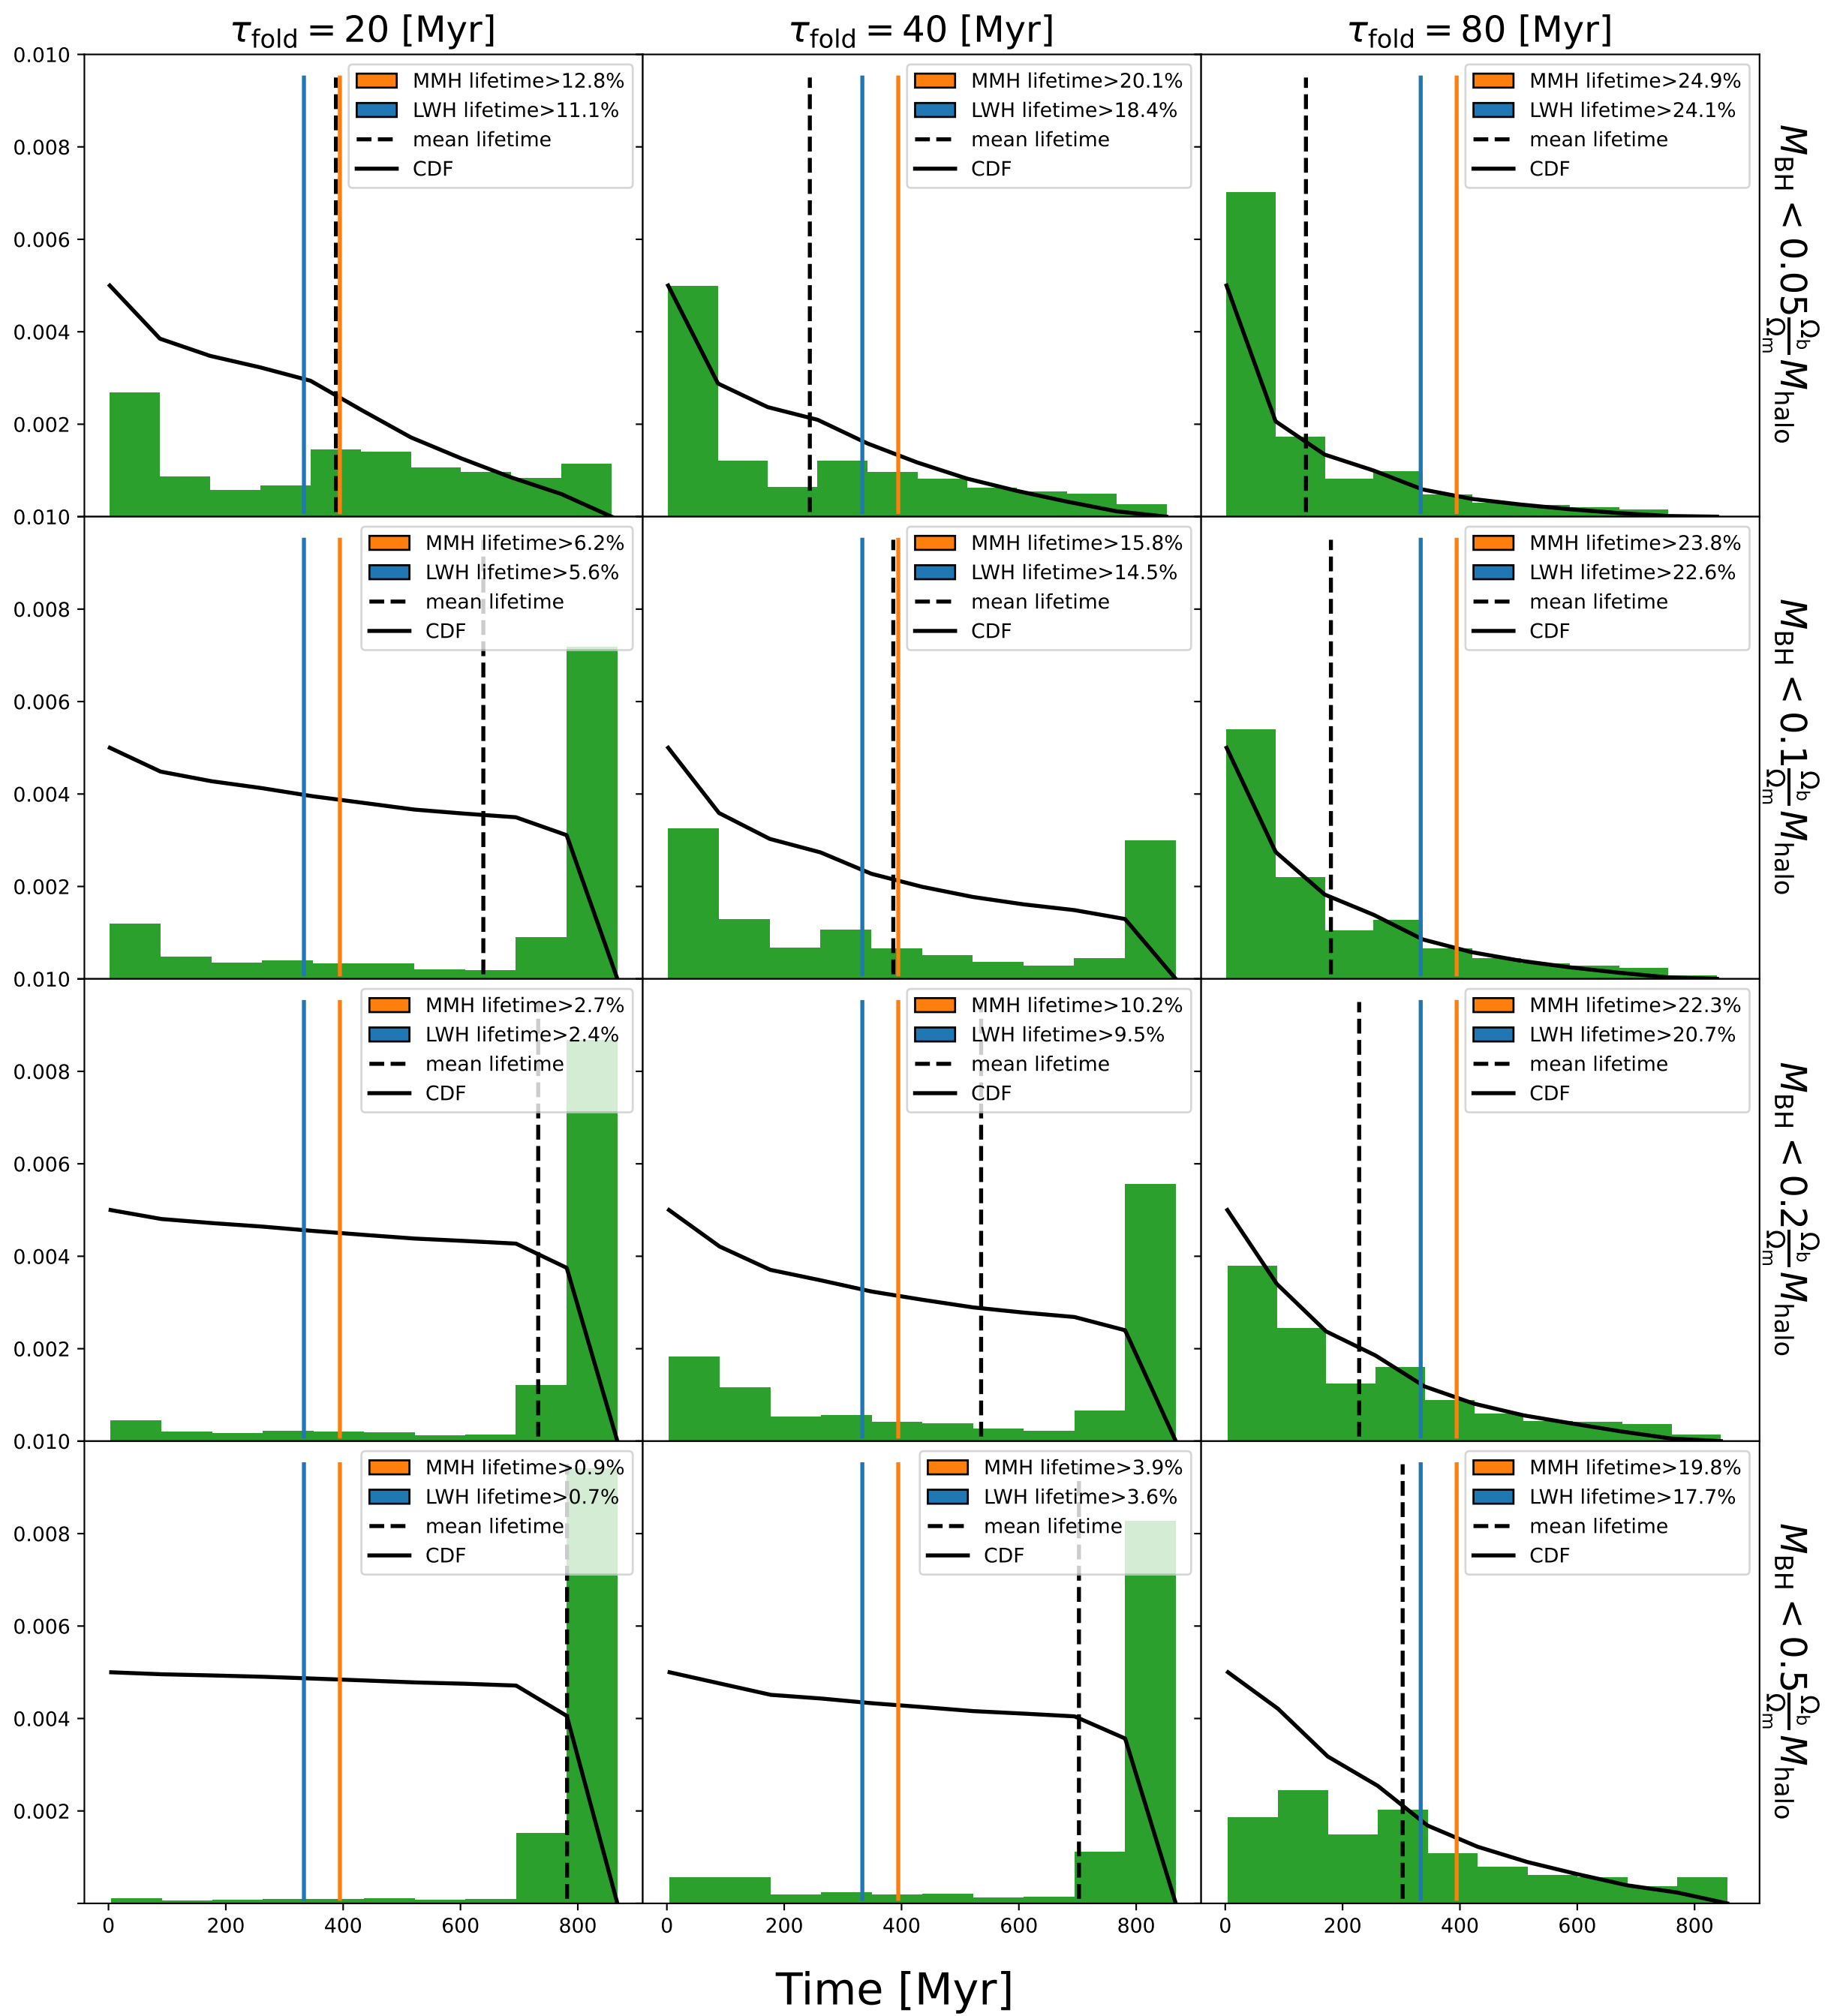 τfold = 20 [Myr]
τfold = 40 [Myr]
τfold = 80 [Myr]
0.010
0.008
0.006
0.004
0.002
MMH lifetime>12.8%
LWH lifetime>11.1%
mean lifetime
CDF
MMH lifetime>20.1%
LWH lifetime>18.4%
mean lifetime
CDF
MMH lifetime>24.9%
LWH lifetime>24.1%
mean lifetime
CDF
MBH < 0.05 Ωb/Ωm Mhalo
0.010
0.008
0.006
0.004
0.002
MMH lifetime>6.2%
LWH lifetime>5.6%
mean lifetime
CDF
MMH lifetime>15.8%
LWH lifetime>14.5%
mean lifetime
CDF
MMH lifetime>23.8%
LWH lifetime>22.6%
mean lifetime
CDF
MBH < 0.1 Ωb/Ωm Mhalo
0.010
0.008
0.006
0.004
0.002
MMH lifetime>2.7%
LWH lifetime>2.4%
mean lifetime
CDF
MMH lifetime>10.2%
LWH lifetime>9.5%
mean lifetime
CDF
MMH lifetime>22.3%
LWH lifetime>20.7%
mean lifetime
CDF
MBH < 0.2 Ωb/Ωm Mhalo
0.010
0.008
0.006
0.004
0.002
MMH lifetime>0.9%
LWH lifetime>0.7%
mean lifetime
CDF
MMH lifetime>3.9%
LWH lifetime>3.6%
mean lifetime
CDF
MMH lifetime>19.8%
LWH lifetime>17.7%
mean lifetime
CDF
MBH < 0.5 Ωb/Ωm Mhalo
0 200 400 600 800
0 200 400 600 800
0 200 400 600 800
Time [Myr]